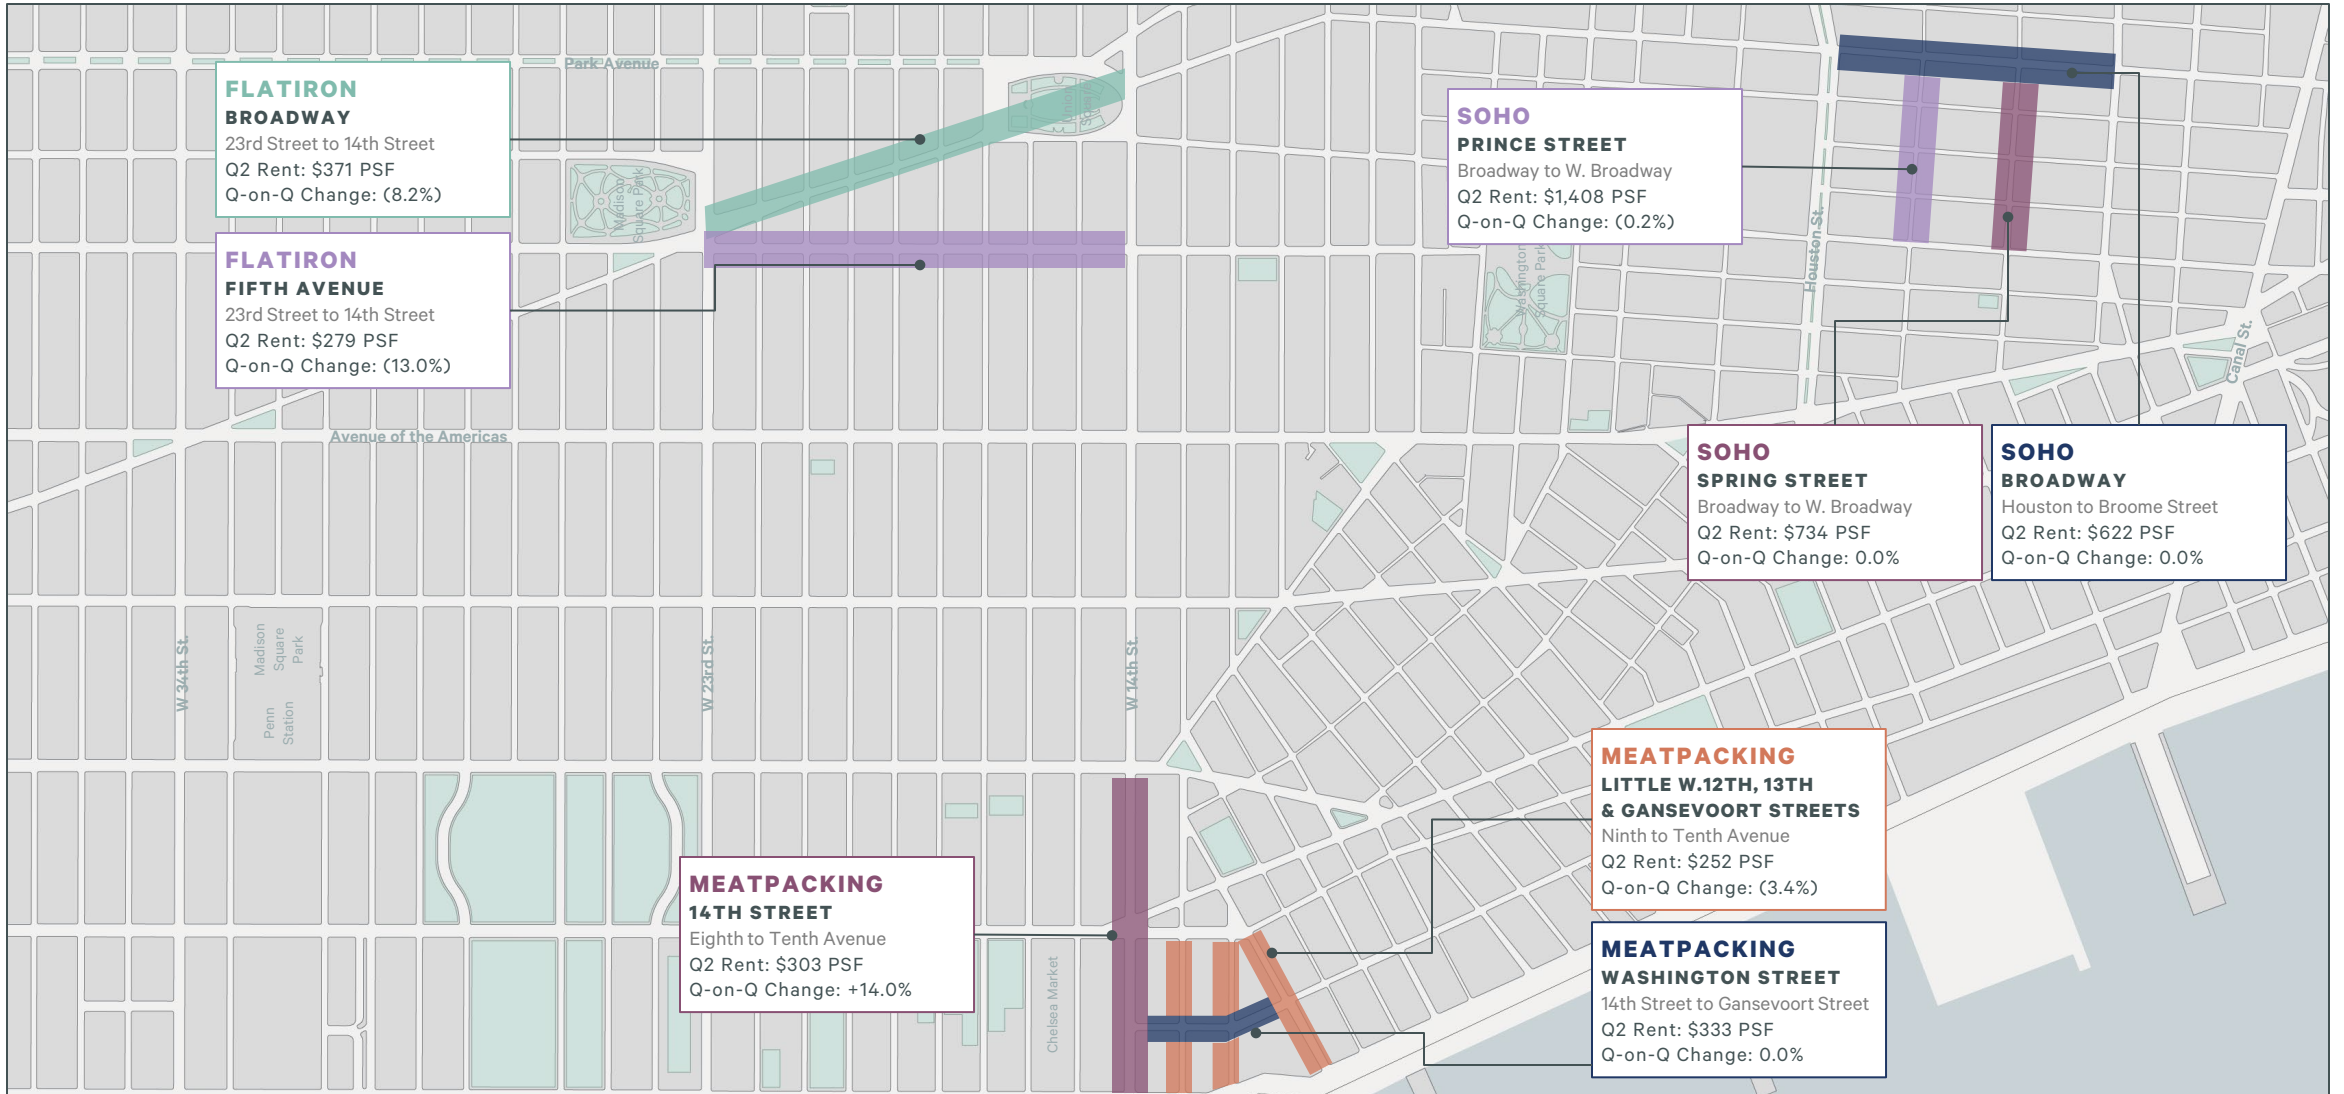 Park Avenue
FLATIRON
BROADWAY
23rd Street to 14th Street
Q2 Rent: $371 PSF
Q-on-Q Change: (8.2%)
Madison
Square Park
Union
Square
FLATIRON
FIFTH AVENUE
23rd Street to 14th Street
Q2 Rent: $279 PSF
Q-on-Q Change: (13.0%)
SOHO
PRINCE STREET
Broadway to W. Broadway
Q2 Rent: $1,408 PSF
Q-on-Q Change: (0.2%)
Washington
Square Park
Houston St.
Canal St.
Avenue of the Americas
SOHO
SPRING STREET
Broadway to W. Broadway
Q2 Rent: $734 PSF
Q-on-Q Change: 0.0%
SOHO
BROADWAY
Houston to Broome Street
Q2 Rent: $622 PSF
Q-on-Q Change: 0.0%
W 34th St.
Madison
Square
Park
Penn
Station
W 23rd St.
W 14th St.
MEATPACKING
LITTLE W.12TH, 13TH
& GANSEVOORT STREETS
Ninth to Tenth Avenue
Q2 Rent: $252 PSF
Q-on-Q Change: (3.4%)
MEATPACKING
14TH STREET
Eighth to Tenth Avenue
Q2 Rent: $303 PSF
Q-on-Q Change: +14.0%
Chelsea Market
MEATPACKING
WASHINGTON STREET
14th Street to Gansevoort Street
Q2 Rent: $333 PSF
Q-on-Q Change: 0.0%